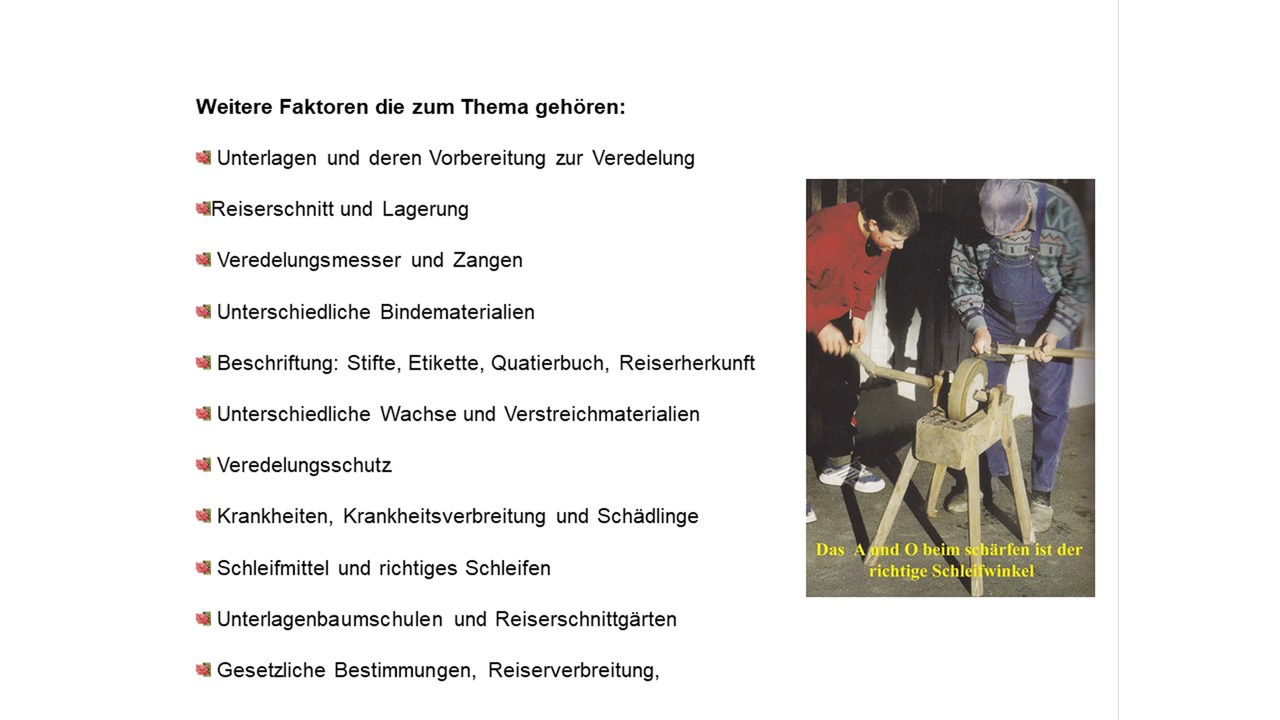 Weitere Faktoren die zum Thema gehören:
Unterlagen und deren Vorbereitung zur Veredelung
Reiserschnitt und Lagerung
Veredelungsmesser und Zangen
Unterschiedliche Bindematerialien
Beschriftung: Stifte, Etikette, Quatierbuch, Reiserherkunft
Unterschiedliche Wachse und Verstreichmaterialien
Veredelungsschutz
Krankheiten, Krankheitsverbreitung und Schädlinge
Schleifmittel und richtiges Schleifen
Unterlagenbaumschulen und Reiserschnittgärten
Gesetzliche Bestimmungen, Reiserverbreitung,
Das A und O beim schärfen ist der
richtige Schleifwinkel